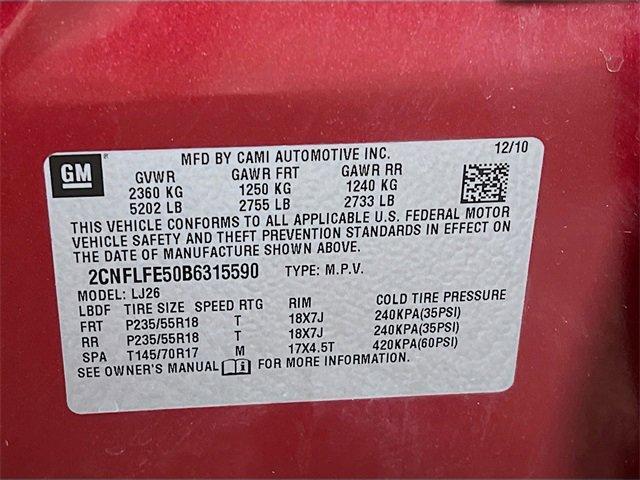 GM
MFD BY CAMI AUTOMOTIVE INC. 12/10
GVWR GAWR FRT GAWR RR
2360 KG 1250 KG 1240 KG
5202 LB 2755 LB 2733 LB
THIS VEHICLE CONFORMS TO ALL APPLICABLE U.S. FEDERAL MOTOR
VEHICLE SAFETY AND THEFT PREVENTION STANDARDS IN EFFECT ON
THE DATE OF MANUFACTURE SHOWN ABOVE.
2CNFLFE50B6315590 TYPE: M.P.V.
MODEL: LJ26
LBDF TIRE SIZE SPEED RTG RIM COLD TIRE PRESSURE
FRT P235/55R18 T 18X7J 240KPA(35PSI)
RR P235/55R18 T 18X7J 240KPA(35PSI)
SPA T145/70R17 M 17X4.5T 420KPA(60PSI)
SEE OWNER'S MANUAL FOR MORE INFORMATION.